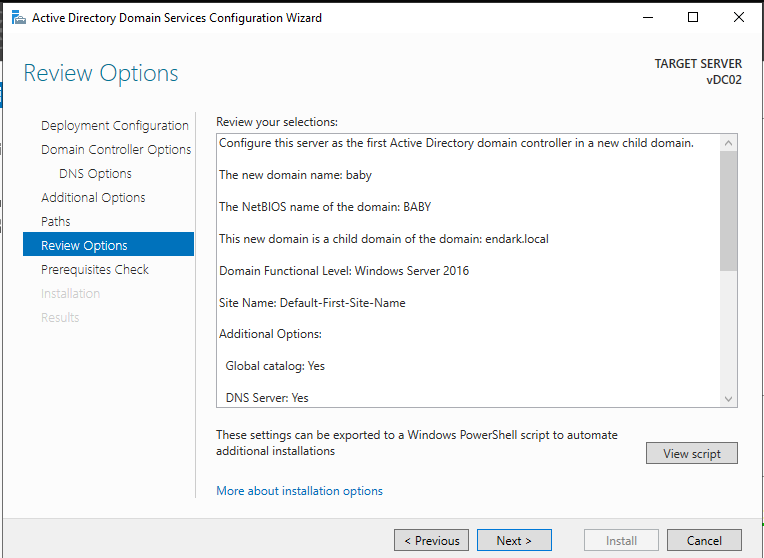 Active Directory Domain Services Configuration Wizard
Review Options
TARGET SERVER
vDC02
Deployment Configuration
Domain Controller Options
DNS Options
Additional Options
Paths
Review Options
Prerequisites Check
Installation
Results
Review your selections:
Configure this server as the first Active Directory domain controller in a new child domain.
The new domain name: baby
The NetBIOS name of the domain: BABY
This new domain is a child domain of the domain: endark.local
Domain Functional Level: Windows Server 2016
Site Name: Default-First-Site-Name
Additional Options:
Global catalog: Yes
DNS Server: Yes
These settings can be exported to a Windows PowerShell script to automate
additional installations
View script
More about installation options
< Previous
Next >
Install
Cancel